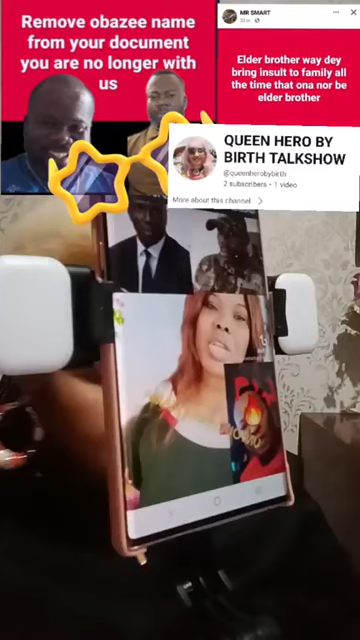 Remove obazee name
from your document
you are no longer with
us
MR SMART
Elder brother way dey
bring insult to family all
the time that ona nor be
elder brother
QUEEN HERO BY
BIRTH TALKSHOW
@queenherobybirth
2 subscribers • 1 video
More about this channel >